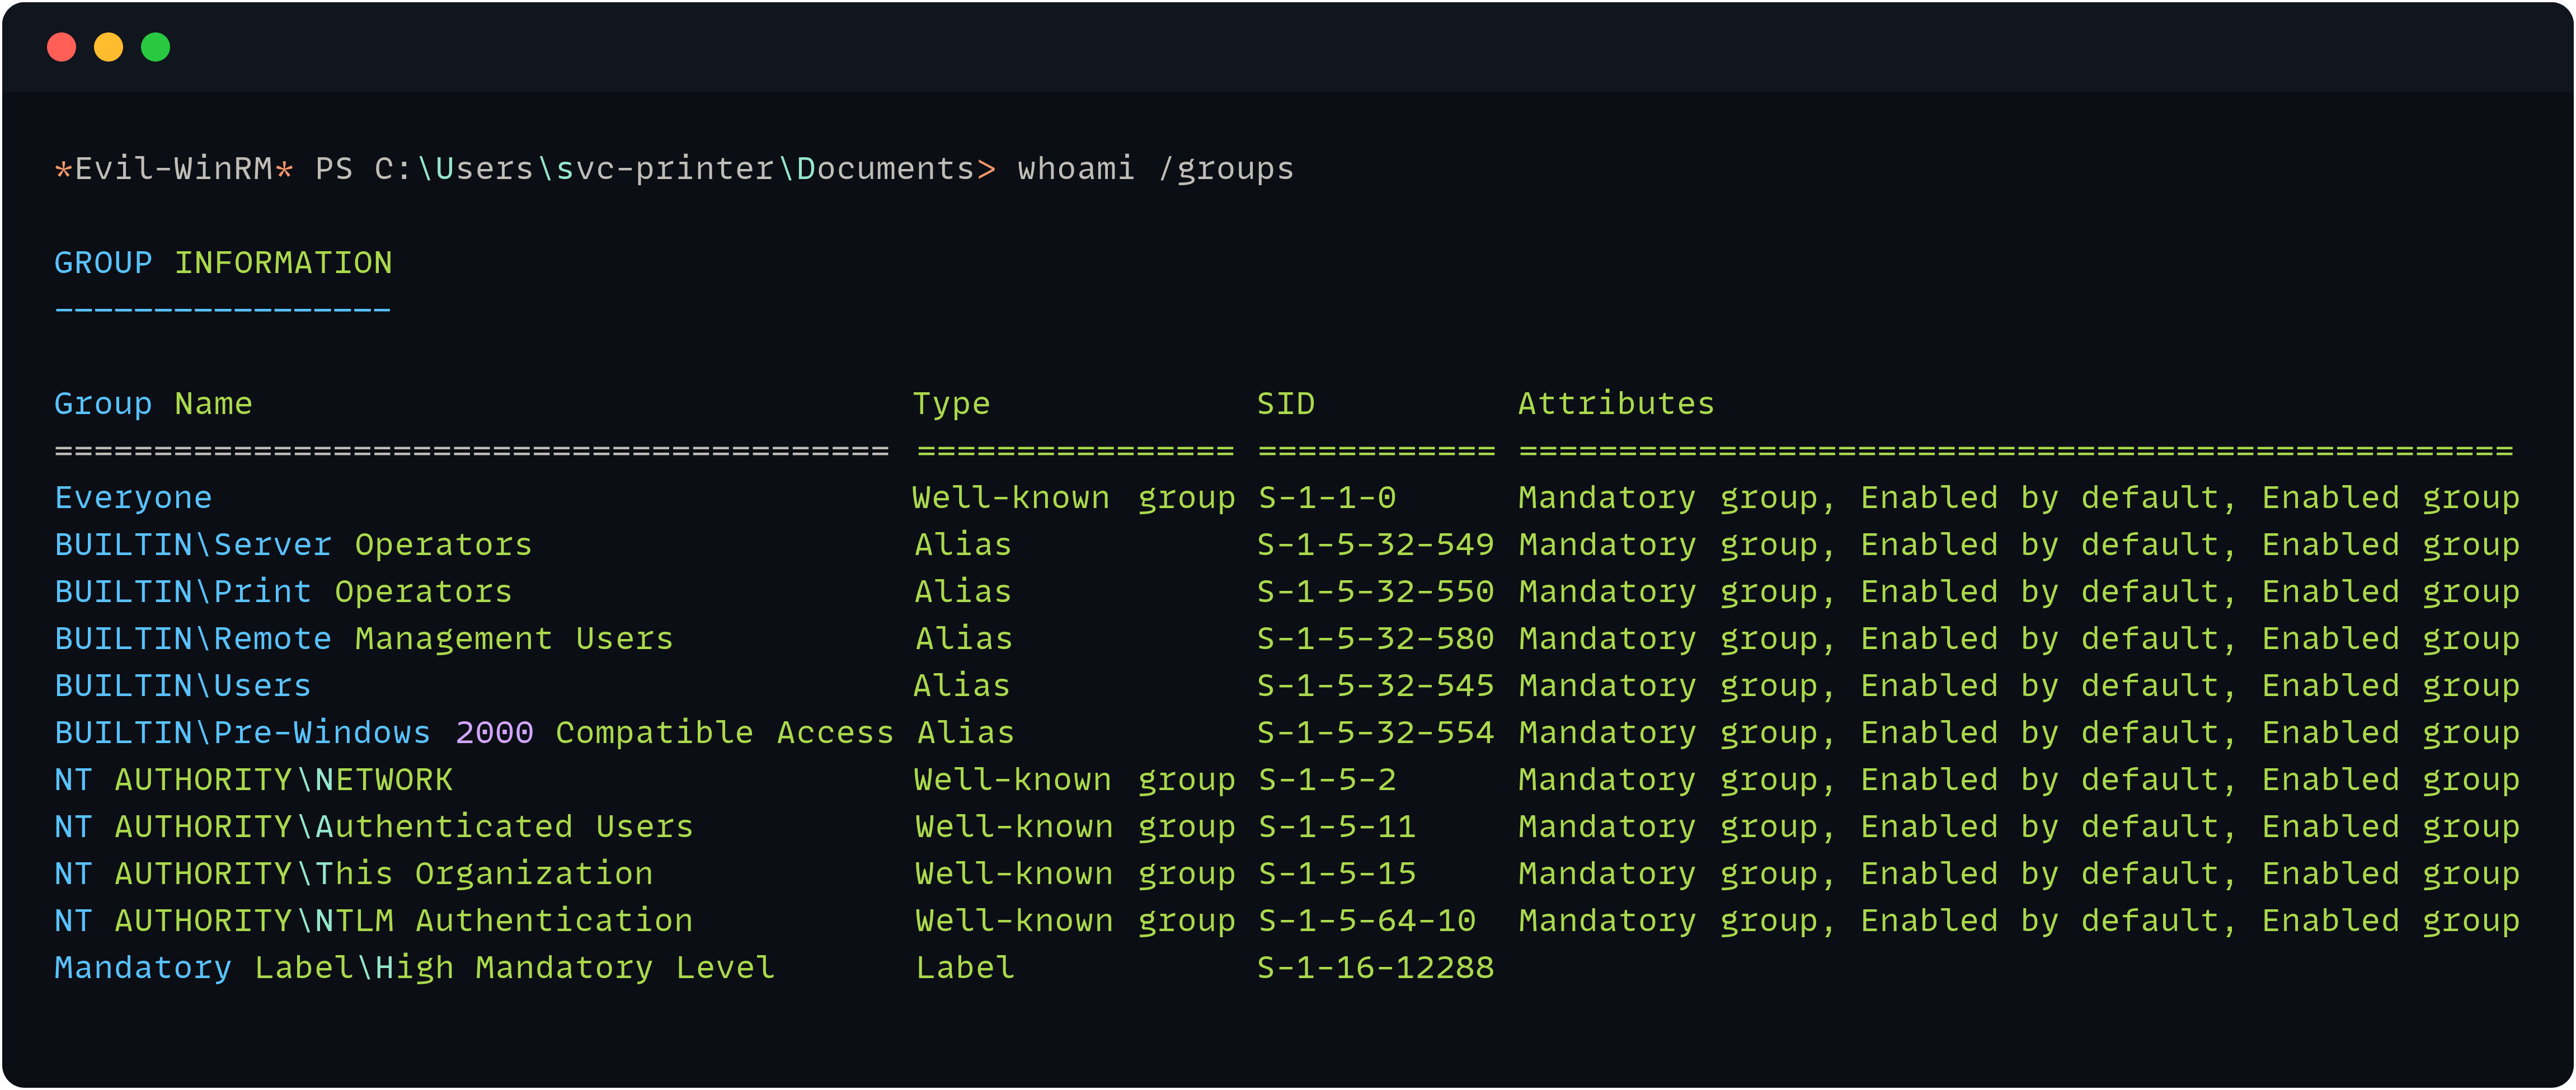 *Evil-WinRM* PS C:\Users\svc-printer\Documents> whoami /groups
GROUP INFORMATION
-----------------
Group Name                                 Type             SID          Attributes
========================================== ================ ============ ==================================================
Everyone                                   Well-known group S-1-1-0      Mandatory group, Enabled by default, Enabled group
BUILTIN\Server Operators                   Alias            S-1-5-32-549 Mandatory group, Enabled by default, Enabled group
BUILTIN\Print Operators                    Alias            S-1-5-32-550 Mandatory group, Enabled by default, Enabled group
BUILTIN\Remote Management Users            Alias            S-1-5-32-580 Mandatory group, Enabled by default, Enabled group
BUILTIN\Users                              Alias            S-1-5-32-545 Mandatory group, Enabled by default, Enabled group
BUILTIN\Pre-Windows 2000 Compatible Access Alias            S-1-5-32-554 Mandatory group, Enabled by default, Enabled group
NT AUTHORITY\NETWORK                       Well-known group S-1-5-2      Mandatory group, Enabled by default, Enabled group
NT AUTHORITY\Authenticated Users           Well-known group S-1-5-11     Mandatory group, Enabled by default, Enabled group
NT AUTHORITY\This Organization             Well-known group S-1-5-15     Mandatory group, Enabled by default, Enabled group
NT AUTHORITY\NTLM Authentication           Well-known group S-1-5-64-10  Mandatory group, Enabled by default, Enabled group
Mandatory Label\High Mandatory Level       Label            S-1-16-12288